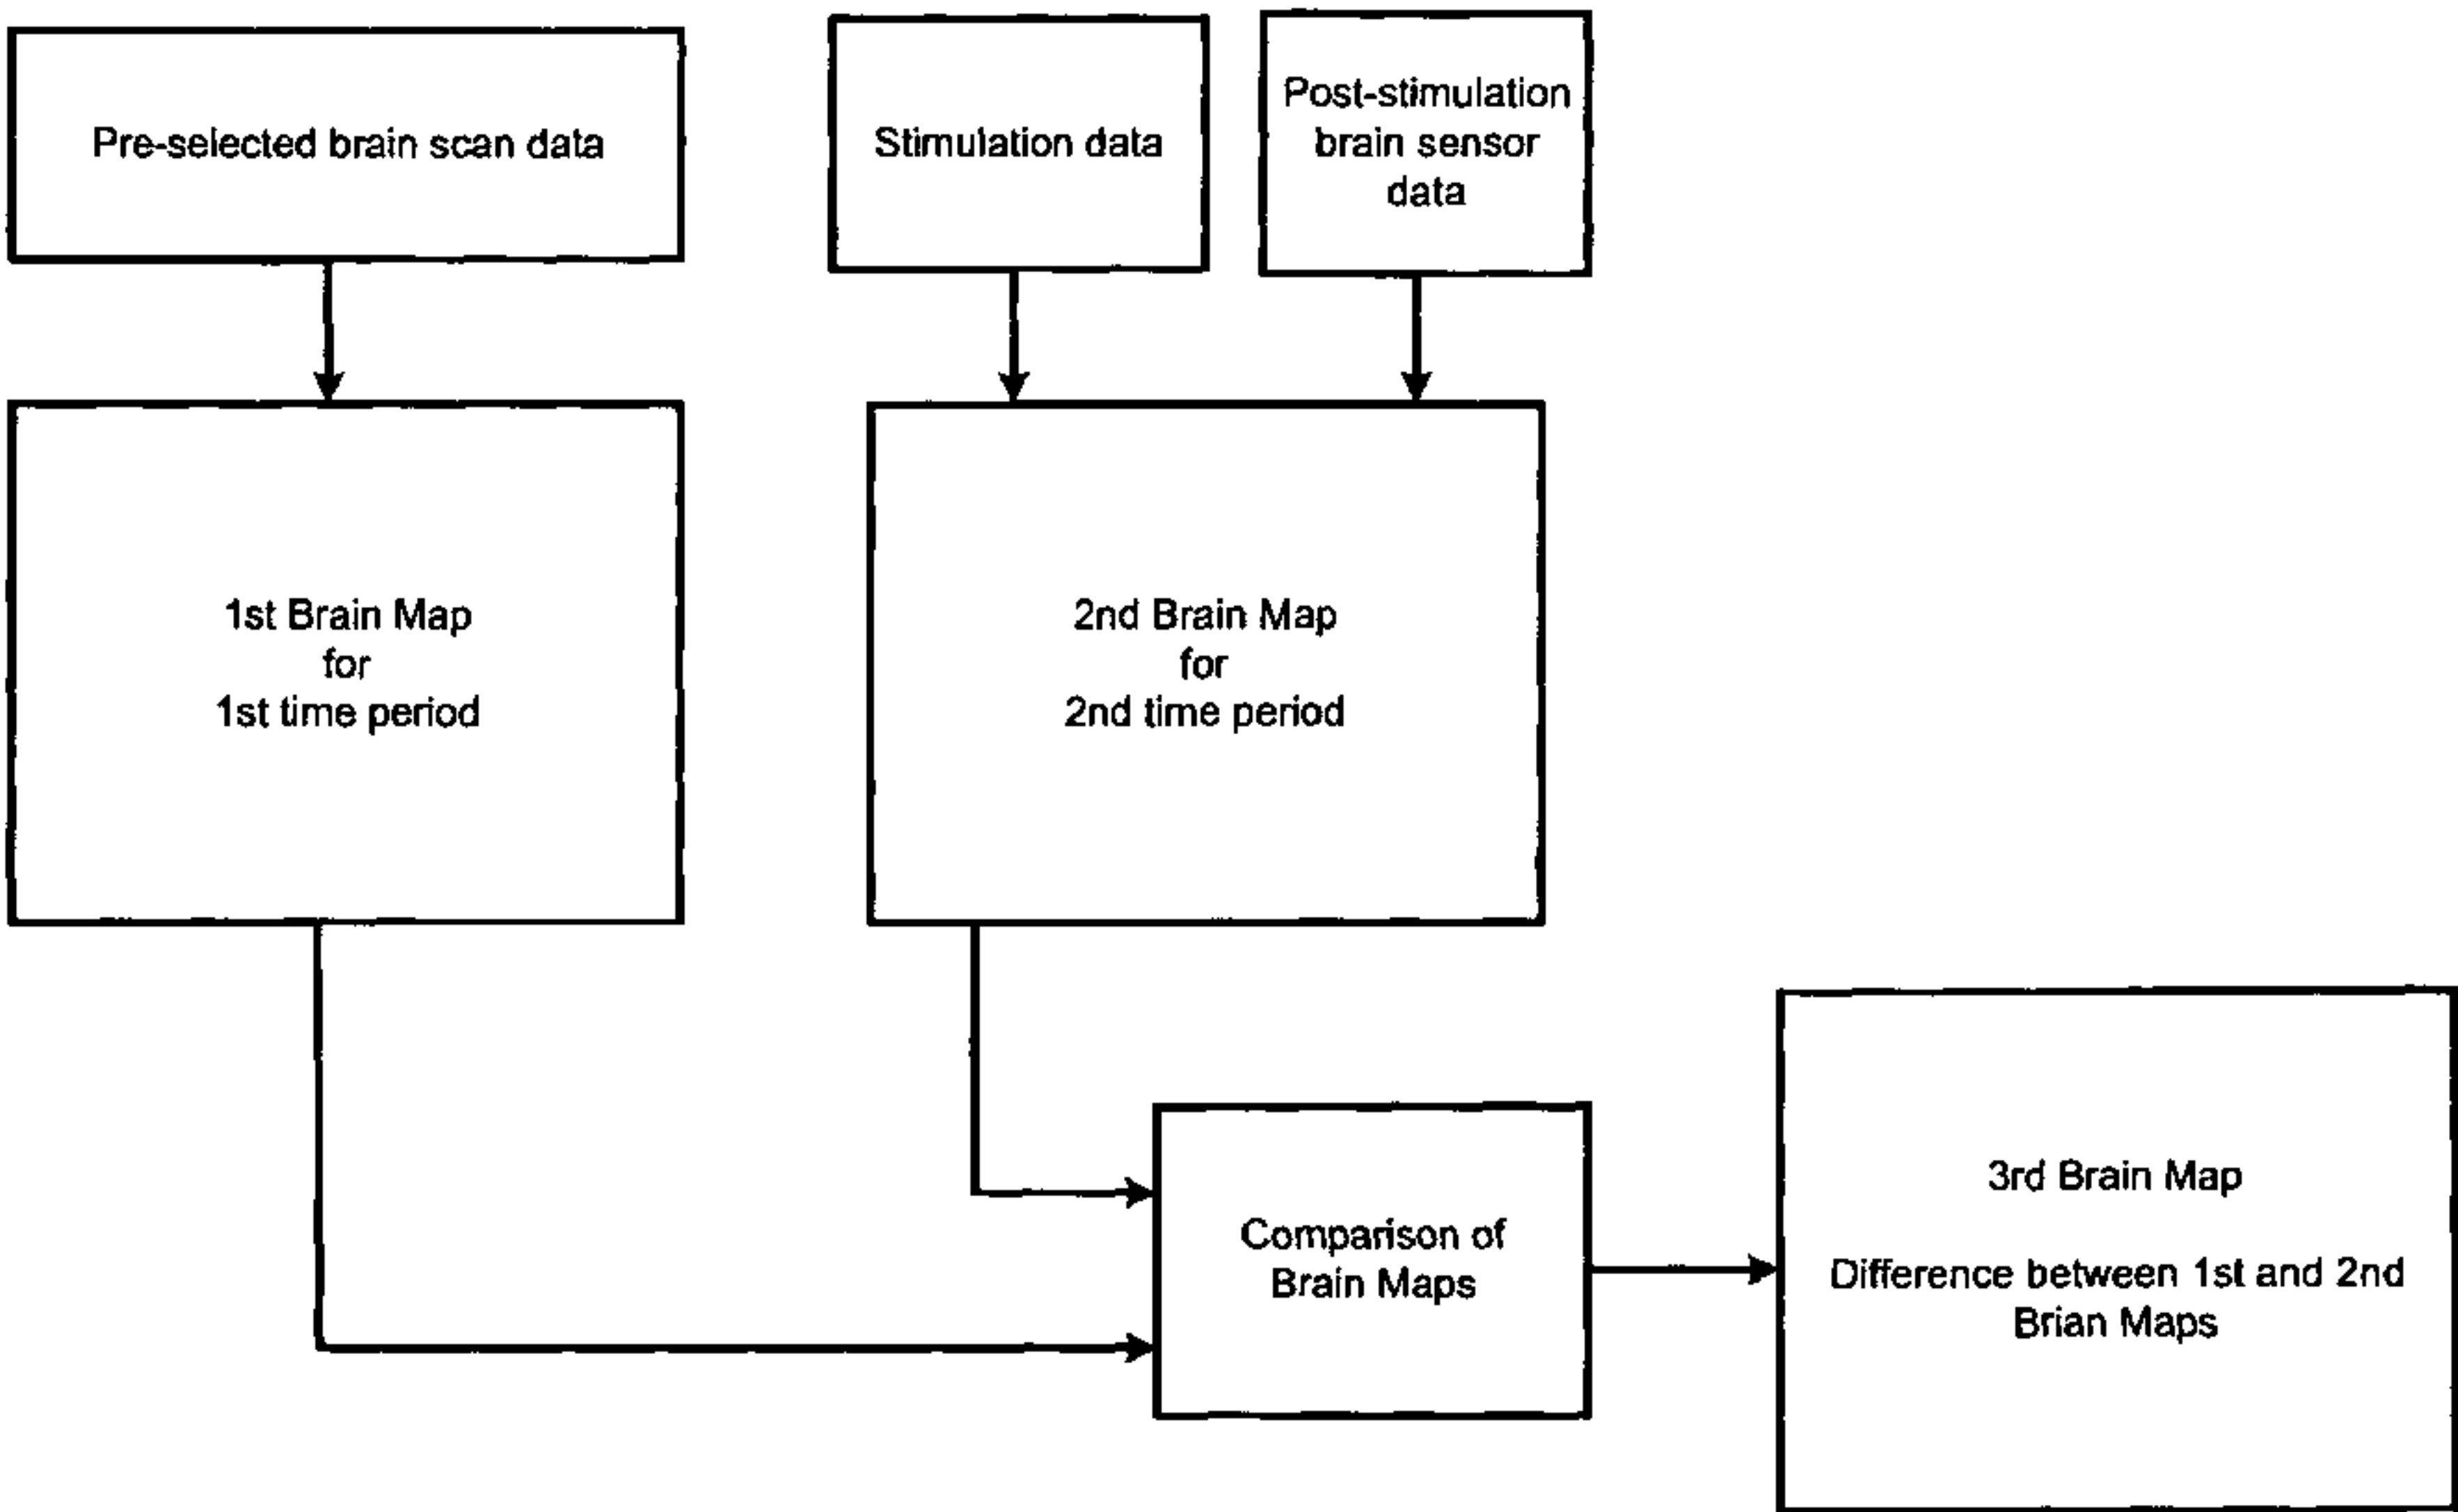 Pre-selected brain scan data
Stimulation data
Post-stimulation
brain sensor
data
1st Brain Map
for
1st time period
2nd Brain Map
for
2nd time period
Comparison of
Brain Maps
3rd Brain Map
Difference between 1st and 2nd
Brian Maps